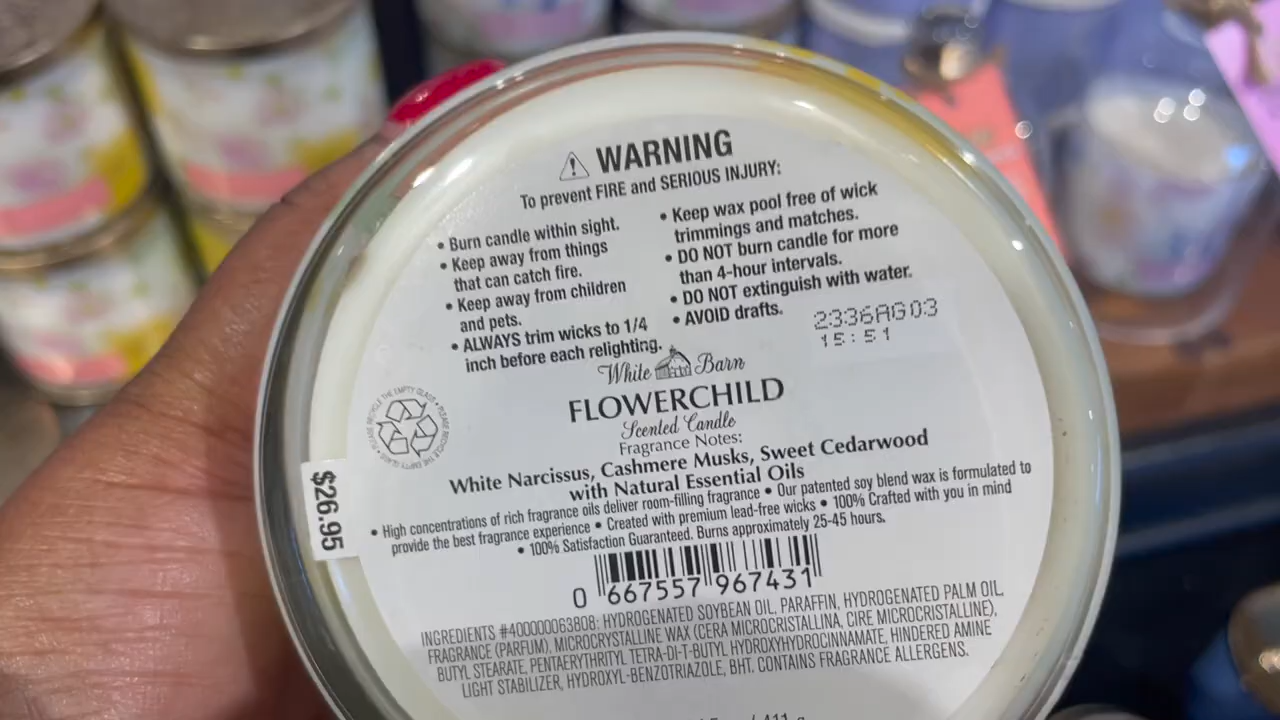 WARNING
To prevent FIRE and SERIOUS INJURY:
• Burn candle within sight.
• Keep away from things
that can catch fire.
• Keep away from children
and pets.
• ALWAYS trim wicks to 1/4
inch before each relighting.
• Keep wax pool free of wick
trimmings and matches.
• DO NOT burn candle for more
than 4-hour intervals.
• DO NOT extinguish with water.
• AVOID drafts.
2336AG03
15:51
White Barn
FLOWERCHILD
Scented Candle
Fragrance Notes:
White Narcissus, Cashmere Musks, Sweet Cedarwood
with Natural Essential Oils
• High concentrations of rich fragrance oils deliver room-filling fragrance • Our patented soy blend wax is formulated to
provide the best fragrance experience • Created with premium lead-free wicks • 100% Crafted with you in mind
• 100% Satisfaction Guaranteed. Burns approximately 25-45 hours.
PLEASE RECYCLE THE EMPTY GLASS •
$26.95
0 667557 967431
INGREDIENTS #400000063808: HYDROGENATED SOYBEAN OIL, PARAFFIN, HYDROGENATED PALM OIL,
FRAGRANCE (PARFUM), MICROCRYSTALLINE WAX (CERA MICROCRISTALLINA, CIRE MICROCRISTALLINE),
BUTYL STEARATE, PENTAERYTHRITYL TETRA-DI-T-BUTYL HYDROXYHYDROCINNAMATE, HINDERED AMINE
LIGHT STABILIZER, HYDROXYL-BENZOTRIAZOLE, BHT. CONTAINS FRAGRANCE ALLERGENS.